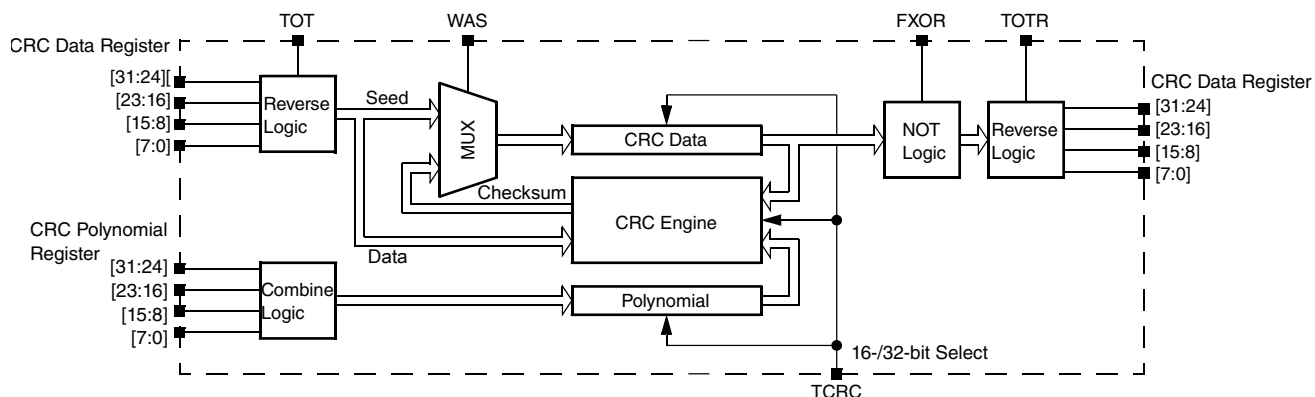 TOT
WAS
FXOR
TOTR
CRC Data Register
[31:24][
[23:16]
[15:8]
[7:0]
Reverse
Logic
Seed
MUX
CRC Data
NOT
Logic
Reverse
Logic
CRC Data Register
[31:24]
[23:16]
[15:8]
[7:0]
Checksum
CRC Engine
Data
CRC Polynomial
Register
[31:24]
[23:16]
[15:8]
[7:0]
Combine
Logic
Polynomial
16-/32-bit Select
TCRC